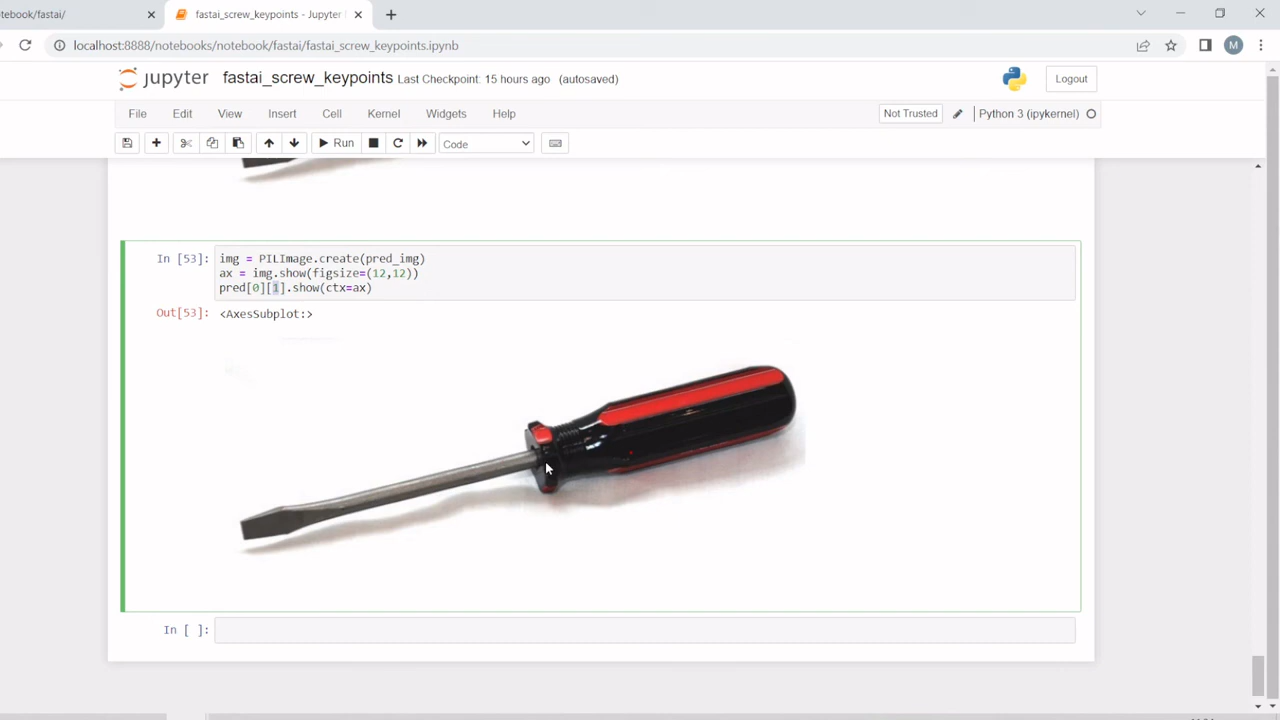 tebook/fastai/
fastai_screw_keypoints - Jupyter
localhost:8888/notebooks/notebook/fastai/fastai_screw_keypoints.ipynb
M
jupyter fastai_screw_keypoints Last Checkpoint: 15 hours ago (autosaved)
Logout
File Edit View Insert Cell Kernel Widgets Help
Not Trusted
Python 3 (ipykernel)
Run
Code
In [53]:
img = PILImage.create(pred_img)
ax = img.show(figsize=(12,12))
pred[0][1].show(ctx=ax)
Out[53]: <AxesSubplot:>
In [ ]: